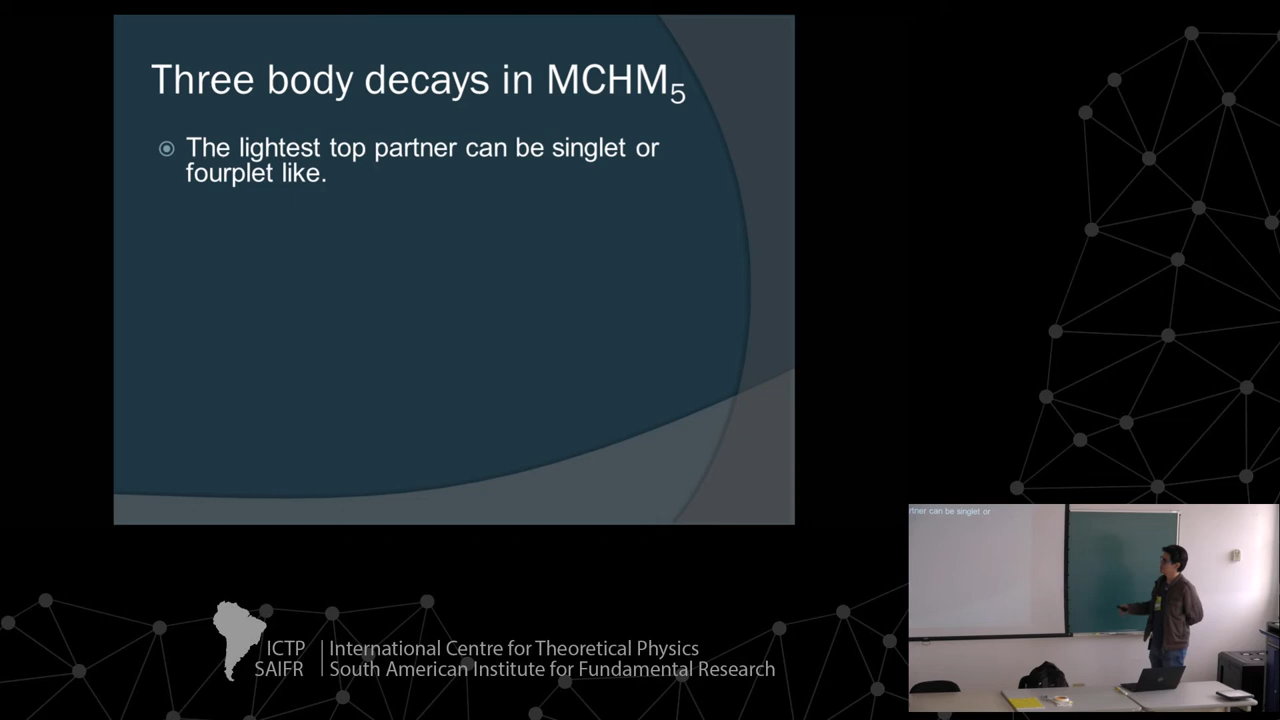 Three body decays in MCHM₅
The lightest top partner can be singlet or
fourplet like.
rtner can be singlet or
ICTP
SAIFR
International Centre for Theoretical Physics
South American Institute for Fundamental Research